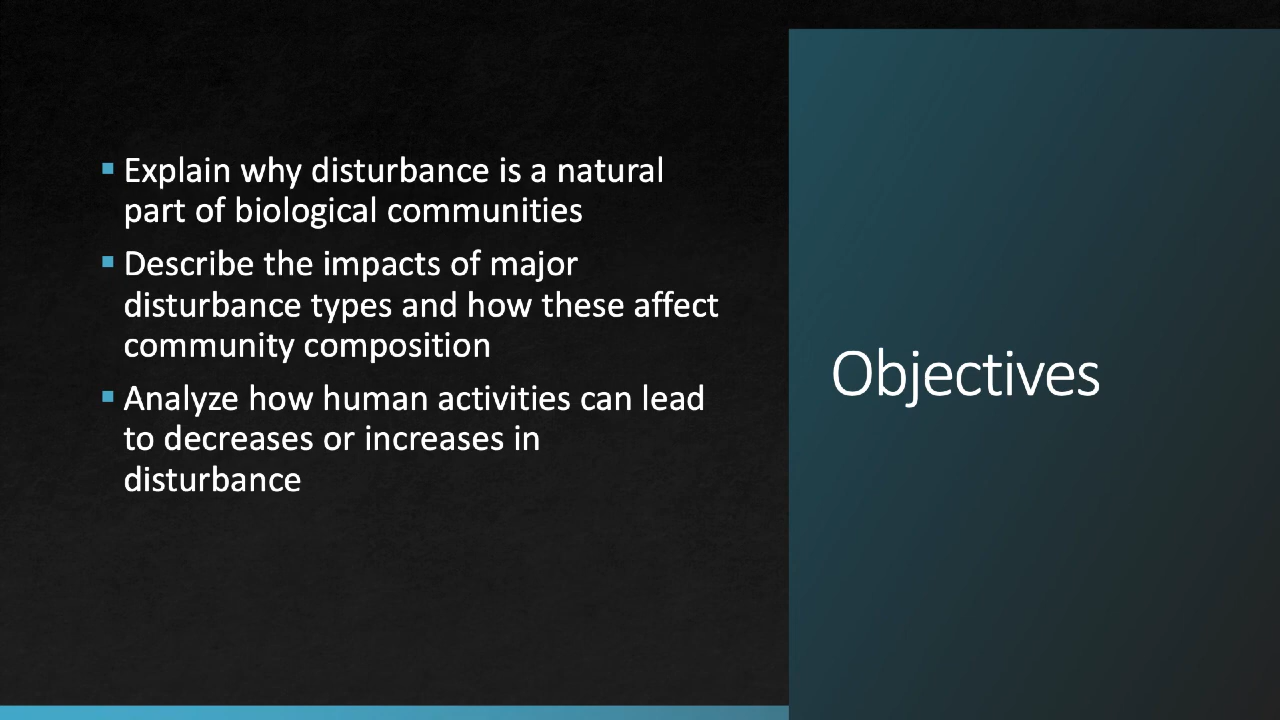 Explain why disturbance is a natural
part of biological communities
Describe the impacts of major
disturbance types and how these affect
community composition
Analyze how human activities can lead
to decreases or increases in
disturbance
Objectives